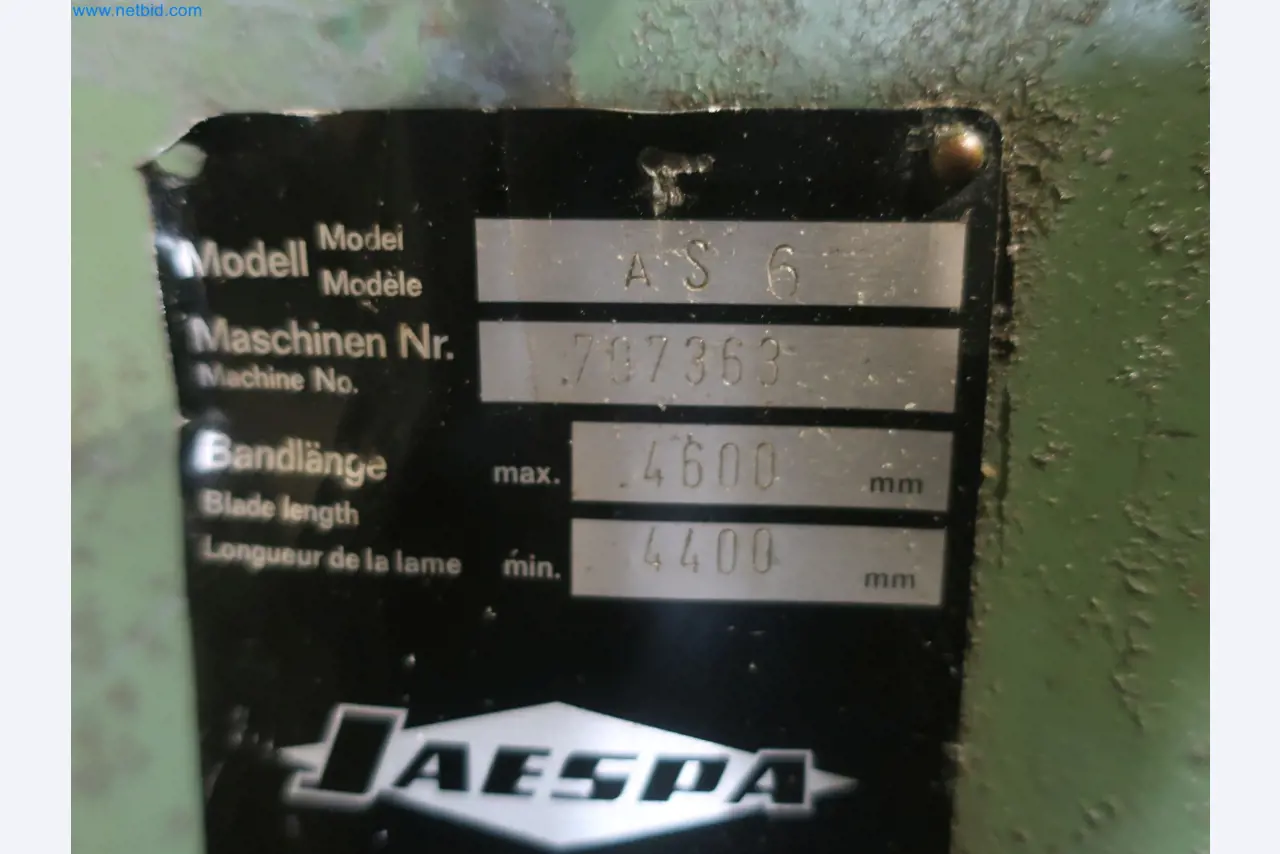 www.netbid.com
Modell Model Modèle AS 6
Maschinen Nr. Machine No. 707363
Bandlänge Blade length Longueur de la lame
max. 4600 mm
min. 4400 mm
JAESPA